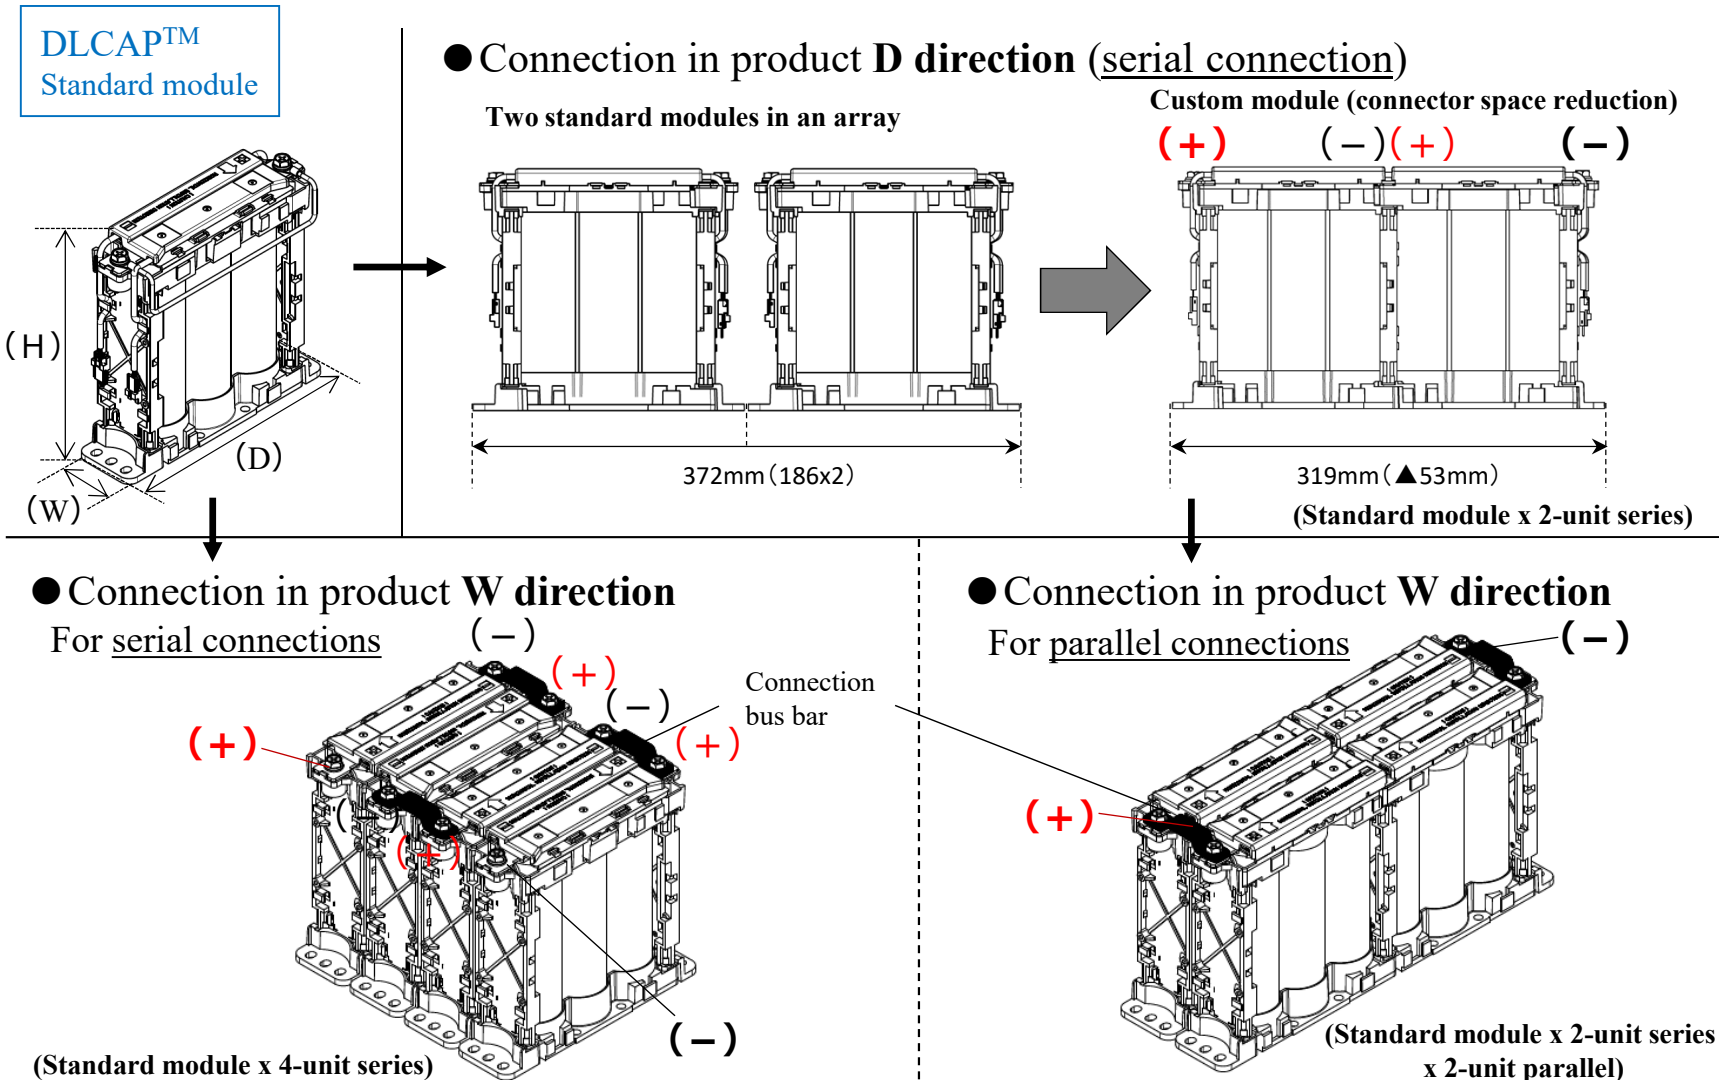 DLCAP™
Standard module
● Connection in product D direction (serial connection)
Two standard modules in an array
Custom module (connector space reduction)
(+) (−) (+) (−)
(H)
(D)
(W)
372mm(186x2)
319mm(▲53mm)
(Standard module x 2-unit series)
● Connection in product W direction
For serial connections
(−)
(+)
(−)
(+)
(+)
(−)
(+)
(−)
Connection
bus bar
(Standard module x 4-unit series)
● Connection in product W direction
For parallel connections
(−)
(+)
(Standard module x 2-unit series
x 2-unit parallel)